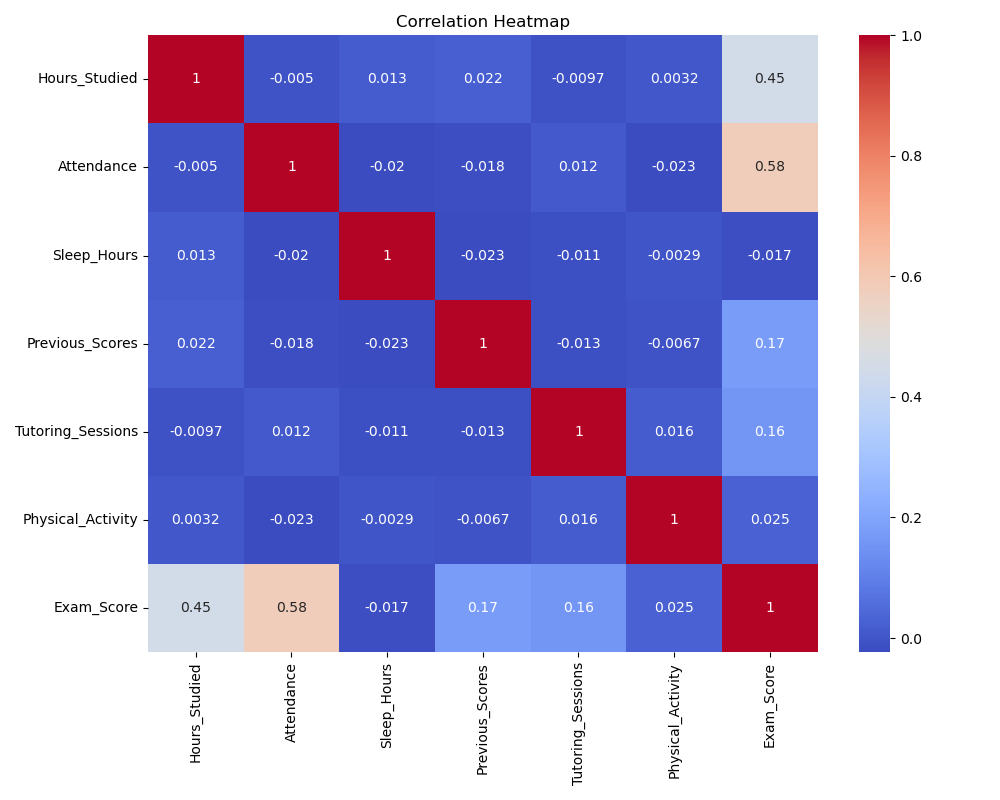 Correlation Heatmap
Hours_Studied 1 -0.005 0.013 0.022 -0.0097 0.0032 0.45
Attendance -0.005 1 -0.02 -0.018 0.012 -0.023 0.58
Sleep_Hours 0.013 -0.02 1 -0.023 -0.011 -0.0029 -0.017
Previous_Scores 0.022 -0.018 -0.023 1 -0.013 -0.0067 0.17
Tutoring_Sessions -0.0097 0.012 -0.011 -0.013 1 0.016 0.16
Physical_Activity 0.0032 -0.023 -0.0029 -0.0067 0.016 1 0.025
Exam_Score 0.45 0.58 -0.017 0.17 0.16 0.025 1
Hours_Studied
Attendance
Sleep_Hours
Previous_Scores
Tutoring_Sessions
Physical_Activity
Exam_Score
1.0
0.8
0.6
0.4
0.2
0.0